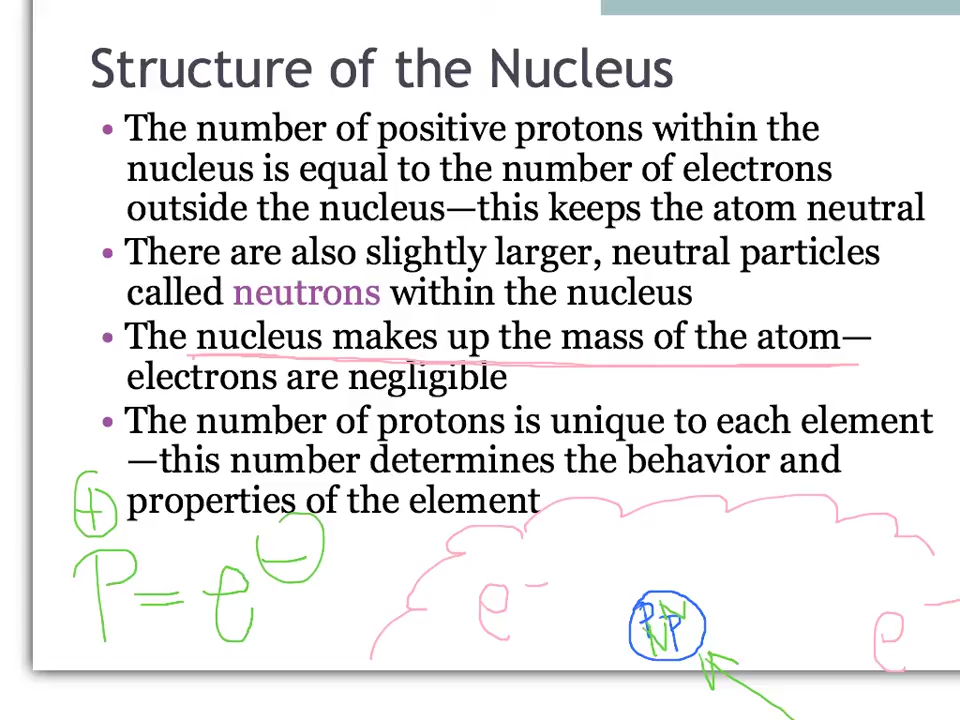 Structure of the Nucleus
• The number of positive protons within the
nucleus is equal to the number of electrons
outside the nucleus—this keeps the atom neutral
• There are also slightly larger, neutral particles
called neutrons within the nucleus
• The nucleus makes up the mass of the atom—
electrons are negligible
• The number of protons is unique to each element
—this number determines the behavior and
properties of the element
+ −
P = e
e⁻
P N
N P
e⁻